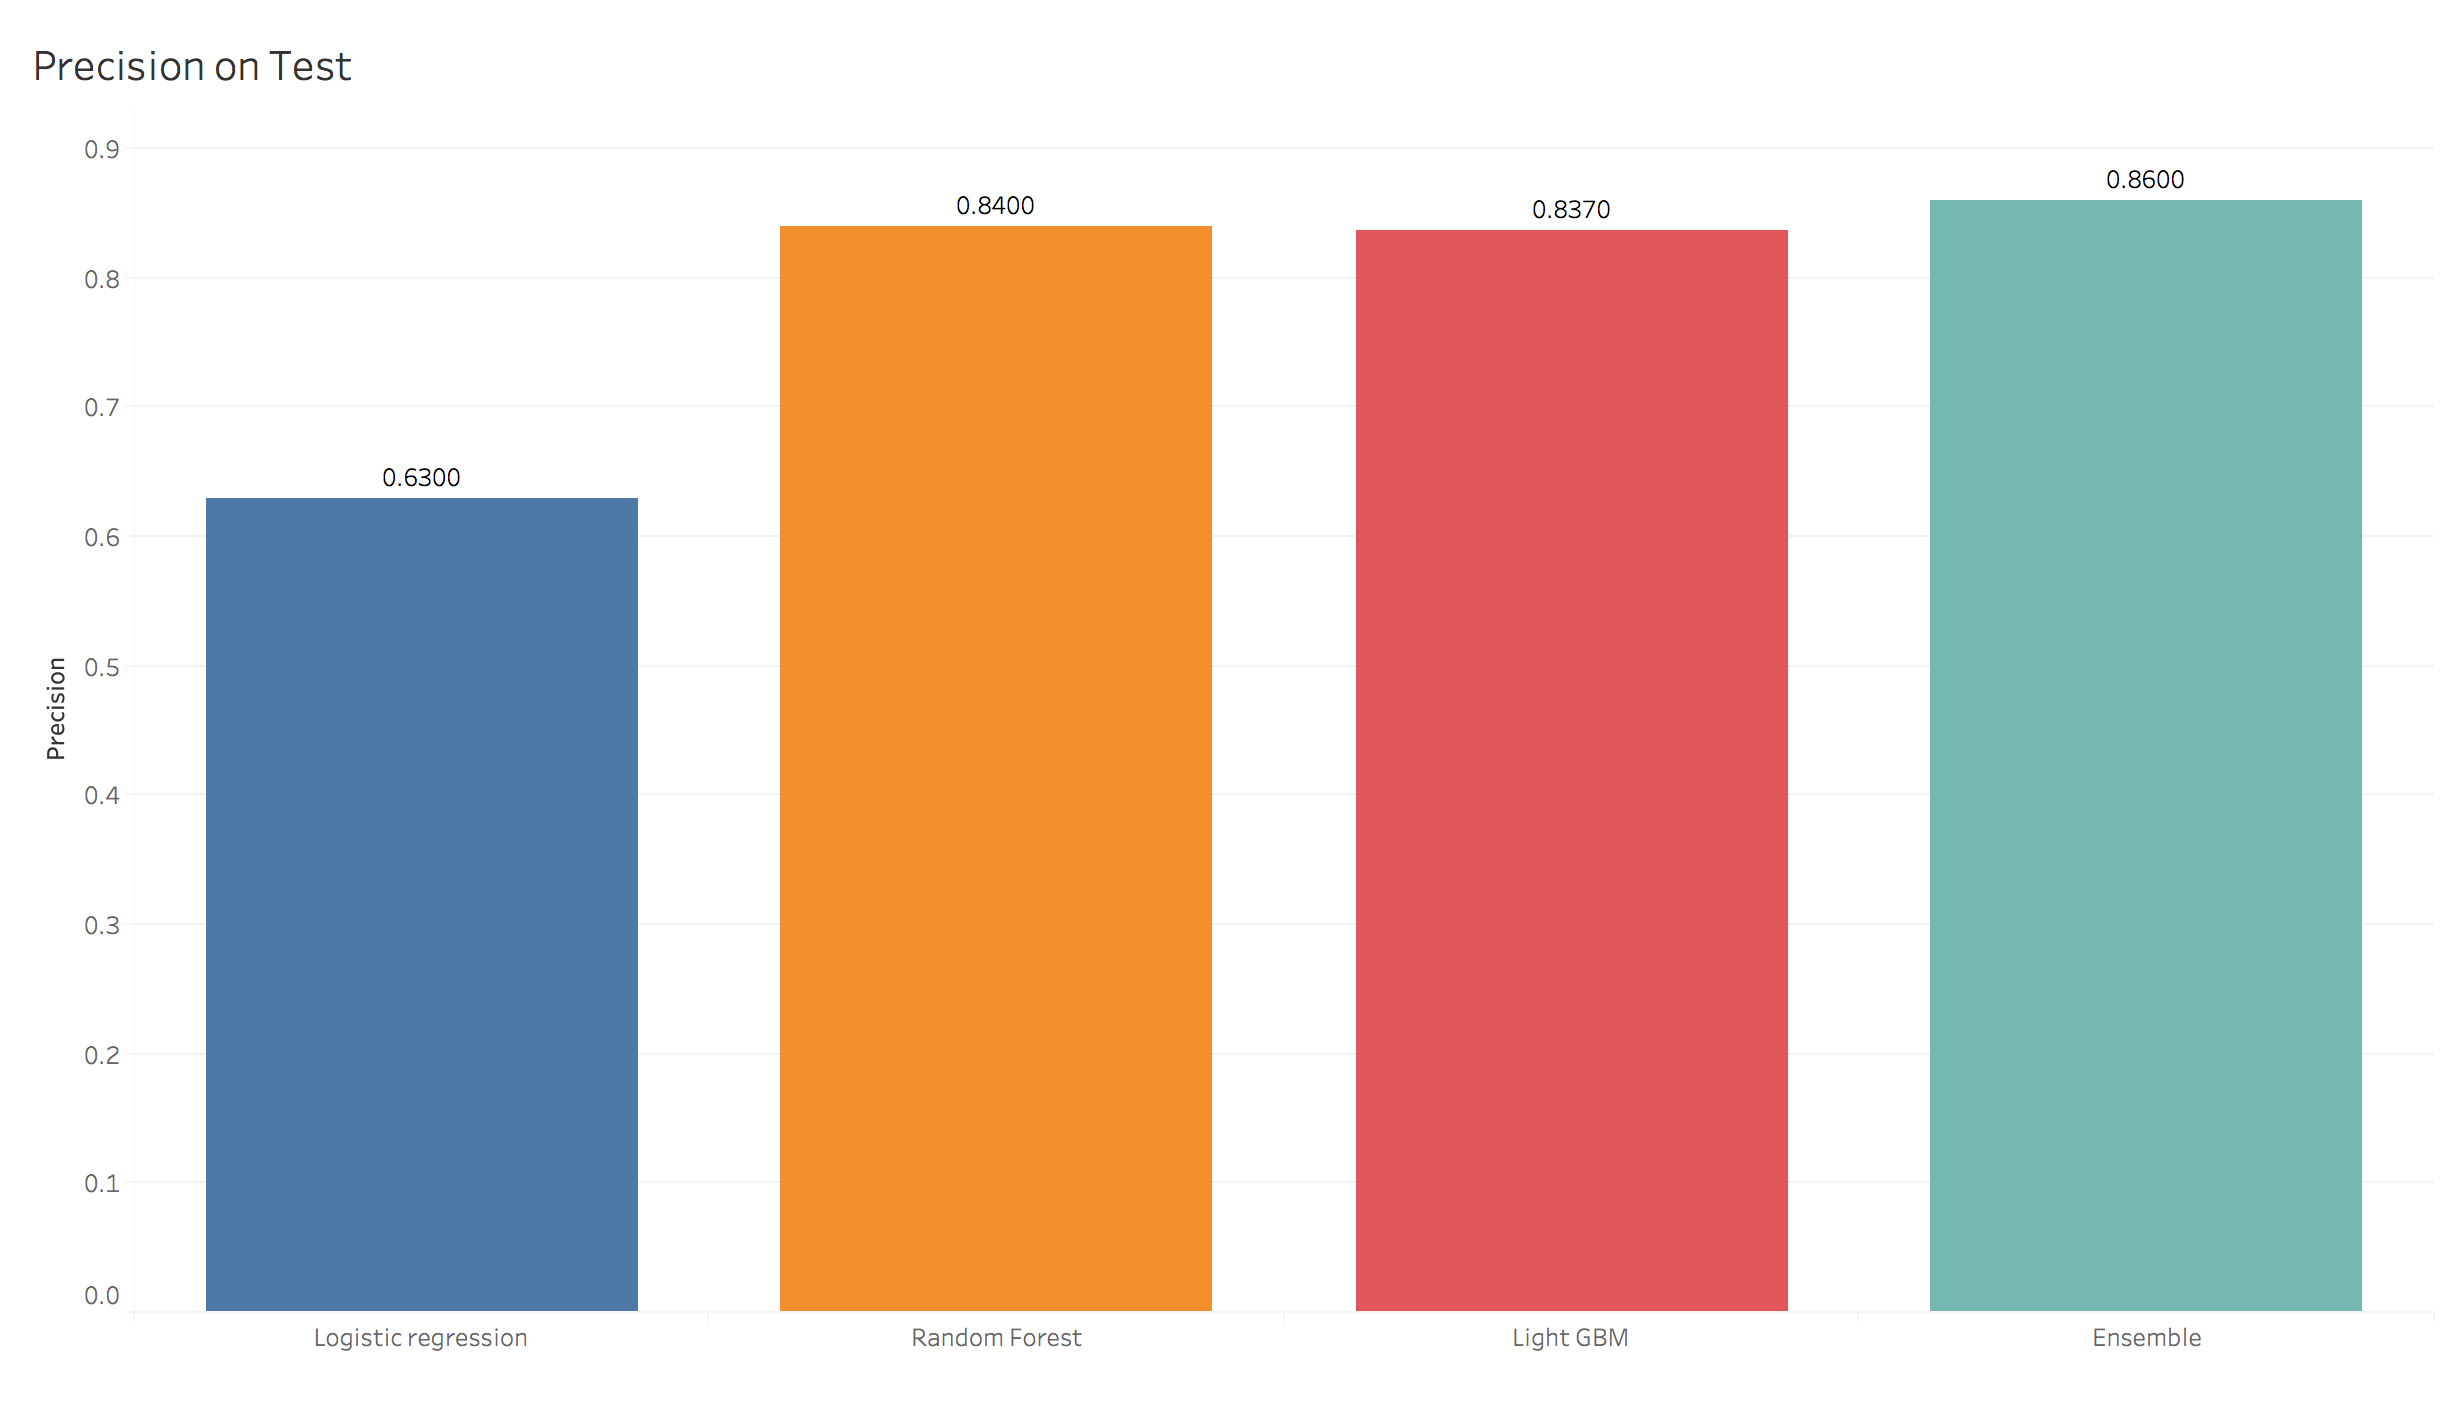 Precision on Test
0.9
0.8
0.7
0.6
0.5
0.4
0.3
0.2
0.1
0.0
Precision
0.6300
0.8400
0.8370
0.8600
Logistic regression
Random Forest
Light GBM
Ensemble